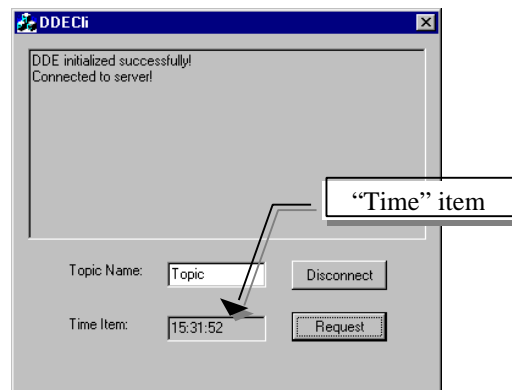 DDECli
DDE initialized successfully!
Connected to server!
“Time” item
Topic Name: Topic Disconnect
Time Item: 15:31:52 Request